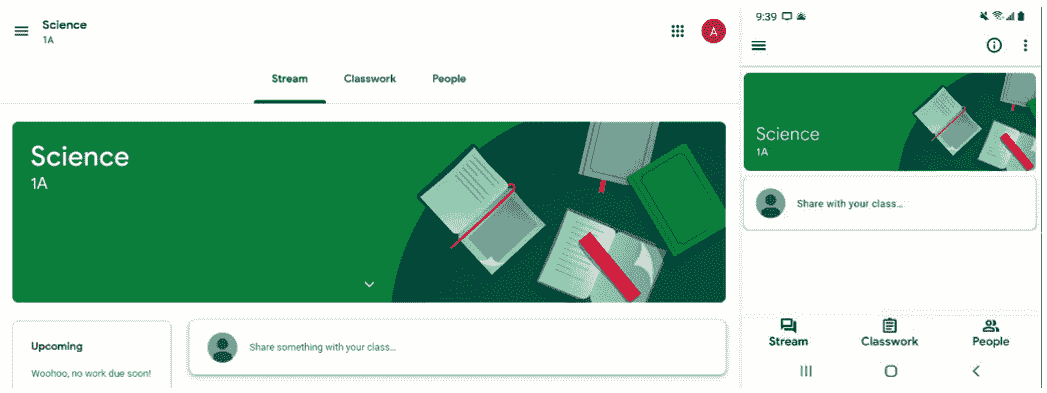 Science
1A
A
Stream Classwork People
Science
1A
Upcoming
Woohoo, no work due soon!
Share something with your class...
9:39
Science
1A
Share with your class...
Stream Classwork People